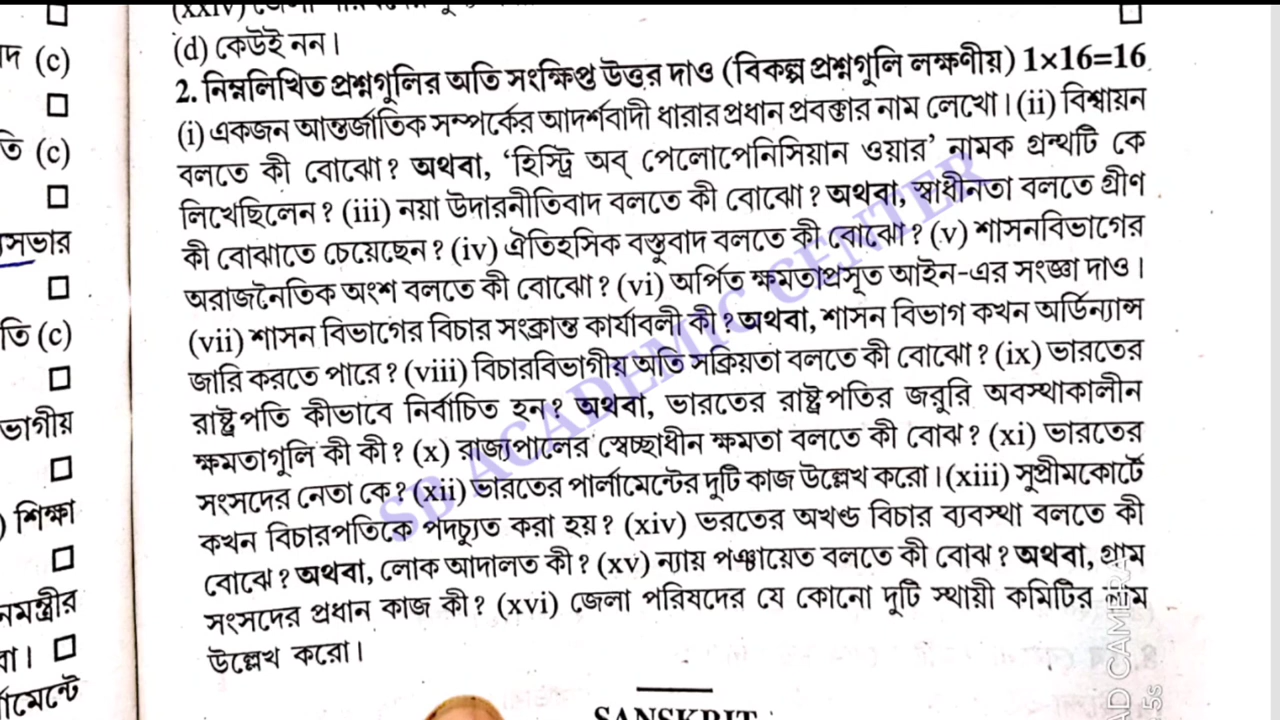 (d) কেউই নন।
2. নিম্নলিখিত প্রশ্নগুলির অতি সংক্ষিপ্ত উত্তর দাও (বিকল্প প্রশ্নগুলি লক্ষণীয়) 1×16=16
(i) একজন আন্তর্জাতিক সম্পর্কের আদর্শবাদী ধারার প্রধান প্রবক্তার নাম লেখো। (ii) বিশ্বায়ন
বলতে কী বোঝো? অথবা, ‘হিস্ট্রি অব্ পেলোপেনিসিয়ান ওয়ার’ নামক গ্রন্থটি কে
লিখেছিলেন? (iii) নয়া উদারনীতিবাদ বলতে কী বোঝো? অথবা, স্বাধীনতা বলতে গ্রীণ
কী বোঝাতে চেয়েছেন? (iv) ঐতিহসিক বস্তুবাদ বলতে কী বোঝো? (v) শাসনবিভাগের
অরাজনৈতিক অংশ বলতে কী বোঝো? (vi) অর্পিত ক্ষমতাপ্রসূত আইন-এর সংজ্ঞা দাও।
(vii) শাসন বিভাগের বিচার সংক্রান্ত কার্যাবলী কী? অথবা, শাসন বিভাগ কখন অর্ডিন্যান্স
জারি করতে পারে? (viii) বিচারবিভাগীয় অতি সক্রিয়তা বলতে কী বোঝো? (ix) ভারতের
রাষ্ট্রপতি কীভাবে নির্বাচিত হন? অথবা, ভারতের রাষ্ট্রপতির জরুরি অবস্থাকালীন
ক্ষমতাগুলি কী কী? (x) রাজ্যপালের স্বেচ্ছাধীন ক্ষমতা বলতে কী বোঝ? (xi) ভারতের
সংসদের নেতা কে? (xii) ভারতের পার্লামেন্টের দুটি কাজ উল্লেখ করো। (xiii) সুপ্রীমকোর্টে
কখন বিচারপতিকে পদচ্যুত করা হয়? (xiv) ভরতের অখণ্ড বিচার ব্যবস্থা বলতে কী
বোঝে? অথবা, লোক আদালত কী? (xv) ন্যায় পঞ্চায়েত বলতে কী বোঝ? অথবা, গ্রাম
সংসদের প্রধান কাজ কী? (xvi) জেলা পরিষদের যে কোনো দুটি স্থায়ী কমিটির নাম
উল্লেখ করো।
SANSKRIT
(c)
(c)
(c)
শিক্ষা
SB ACADEMIC CENTER
AD CAMERA